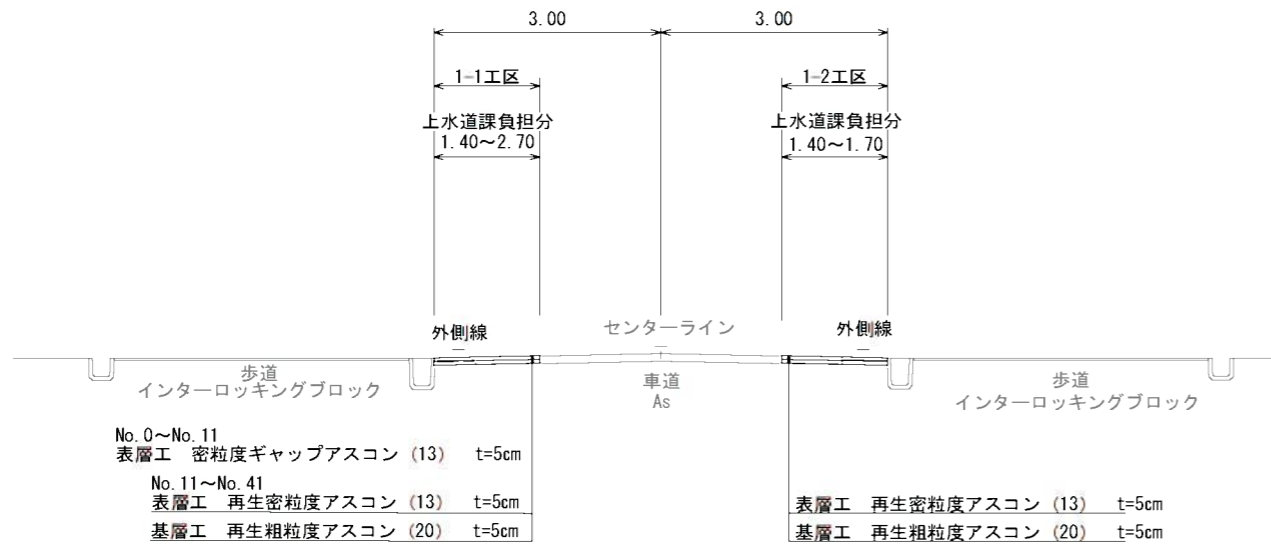 3.00 3.00
1-1工区 1-2工区
上水道課負担分 上水道課負担分
1.40～2.70 1.40～1.70
外側線 センターライン 外側線
歩道 車道 歩道
インターロッキングブロック As インターロッキングブロック
No.0～No.11
表層工 密粒度ギャップアスコン (13) t=5cm
No.11～No.41
表層工 再生密粒度アスコン (13) t=5cm 表層工 再生密粒度アスコン (13) t=5cm
基層工 再生粗粒度アスコン (20) t=5cm 基層工 再生粗粒度アスコン (20) t=5cm